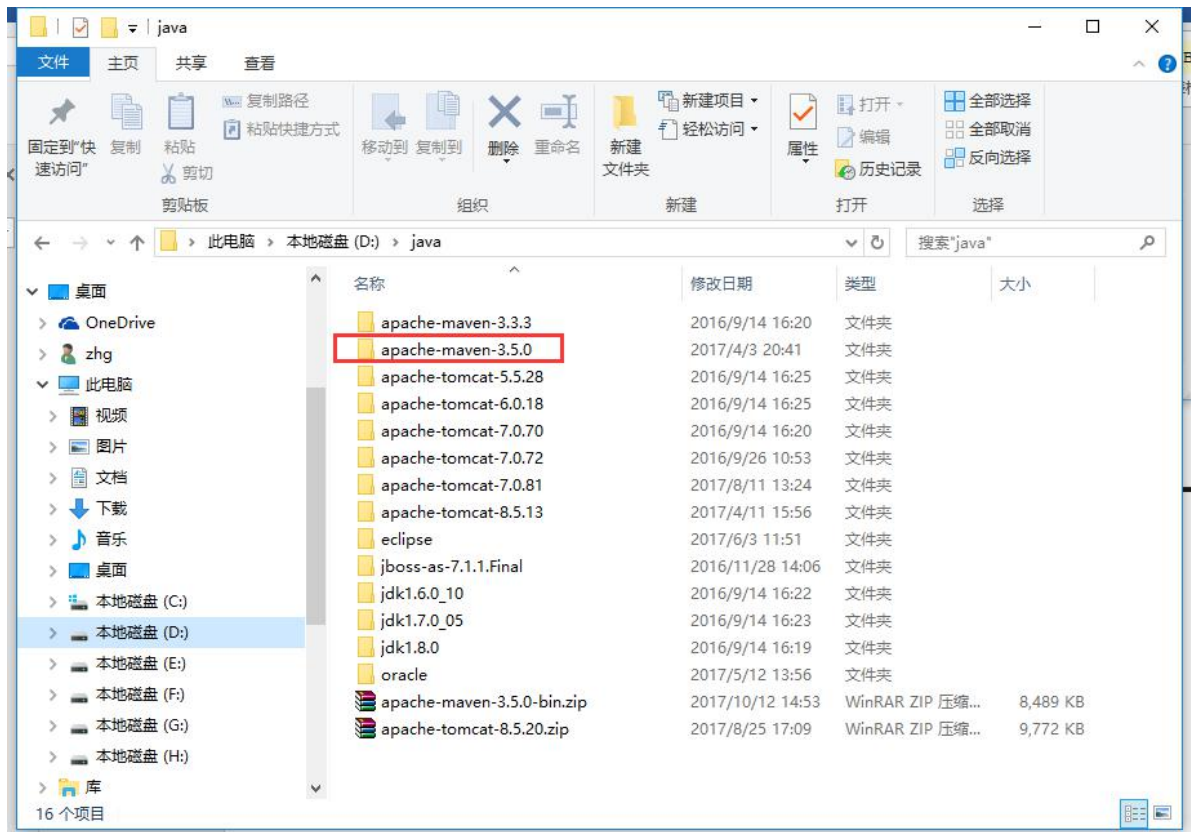 java
文件 主页 共享 查看
固定到"快速访问"
复制
粘贴
复制路径
粘贴快捷方式
剪切
剪贴板
移动到 复制到 删除 重命名
组织
新建文件夹
新建项目
轻松访问
新建
属性
打开
编辑
历史记录
打开
全部选择
全部取消
反向选择
选择
此电脑 > 本地磁盘 (D:) > java
搜索"java"
桌面
OneDrive
zhg
此电脑
视频
图片
文档
下载
音乐
桌面
本地磁盘 (C:)
本地磁盘 (D:)
本地磁盘 (E:)
本地磁盘 (F:)
本地磁盘 (G:)
本地磁盘 (H:)
库
名称 修改日期 类型 大小
apache-maven-3.3.3 2016/9/14 16:20 文件夹
apache-maven-3.5.0 2017/4/3 20:41 文件夹
apache-tomcat-5.5.28 2016/9/14 16:25 文件夹
apache-tomcat-6.0.18 2016/9/14 16:25 文件夹
apache-tomcat-7.0.70 2016/9/14 16:20 文件夹
apache-tomcat-7.0.72 2016/9/26 10:53 文件夹
apache-tomcat-7.0.81 2017/8/11 13:24 文件夹
apache-tomcat-8.5.13 2017/4/11 15:56 文件夹
eclipse 2017/6/3 11:51 文件夹
jboss-as-7.1.1.Final 2016/11/28 14:06 文件夹
jdk1.6.0_10 2016/9/14 16:22 文件夹
jdk1.7.0_05 2016/9/14 16:23 文件夹
jdk1.8.0 2016/9/14 16:19 文件夹
oracle 2017/5/12 13:56 文件夹
apache-maven-3.5.0-bin.zip 2017/10/12 14:53 WinRAR ZIP 压缩... 8,489 KB
apache-tomcat-8.5.20.zip 2017/8/25 17:09 WinRAR ZIP 压缩... 9,772 KB
16 个项目